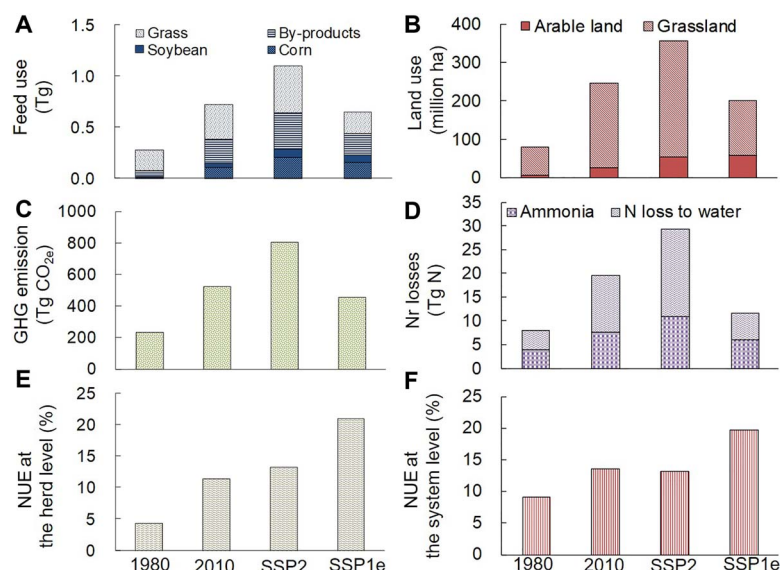 A
Feed use
(Tg)
1.5
1.0
0.5
0.0
Grass
By-products
Soybean
Corn
B
Land use
(million ha)
400
300
200
100
0
Arable land
Grassland
C
GHG emission
(Tg CO2e)
1000
800
600
400
200
0
D
Nr losses
(Tg N)
35
30
25
20
15
10
5
0
Ammonia
N loss to water
E
NUE at
the herd level (%)
25
20
15
10
5
0
1980
2010
SSP2
SSP1e
F
NUE at
the system level (%)
25
20
15
10
5
0
1980
2010
SSP2
SSP1e